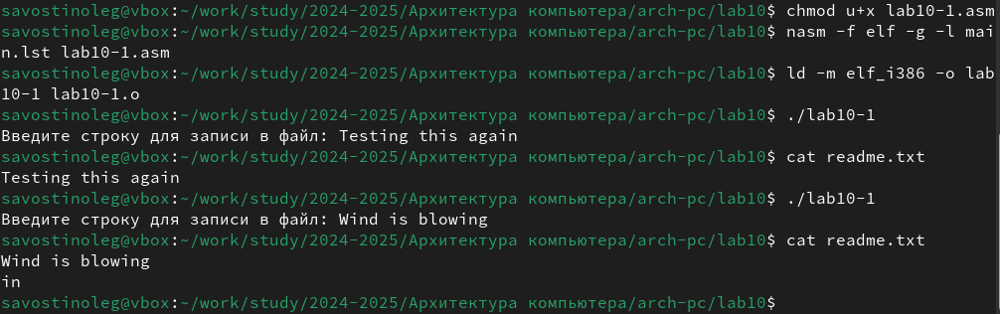 savostinoleg@vbox:~/work/study/2024-2025/Архитектура компьютера/arch-pc/lab10$ chmod u+x lab10-1.asm
savostinoleg@vbox:~/work/study/2024-2025/Архитектура компьютера/arch-pc/lab10$ nasm -f elf -g -l mai
n.lst lab10-1.asm
savostinoleg@vbox:~/work/study/2024-2025/Архитектура компьютера/arch-pc/lab10$ ld -m elf_i386 -o lab
10-1 lab10-1.o
savostinoleg@vbox:~/work/study/2024-2025/Архитектура компьютера/arch-pc/lab10$ ./lab10-1
Введите строку для записи в файл: Testing this again
savostinoleg@vbox:~/work/study/2024-2025/Архитектура компьютера/arch-pc/lab10$ cat readme.txt
Testing this again
savostinoleg@vbox:~/work/study/2024-2025/Архитектура компьютера/arch-pc/lab10$ ./lab10-1
Введите строку для записи в файл: Wind is blowing
savostinoleg@vbox:~/work/study/2024-2025/Архитектура компьютера/arch-pc/lab10$ cat readme.txt
Wind is blowing
in
savostinoleg@vbox:~/work/study/2024-2025/Архитектура компьютера/arch-pc/lab10$